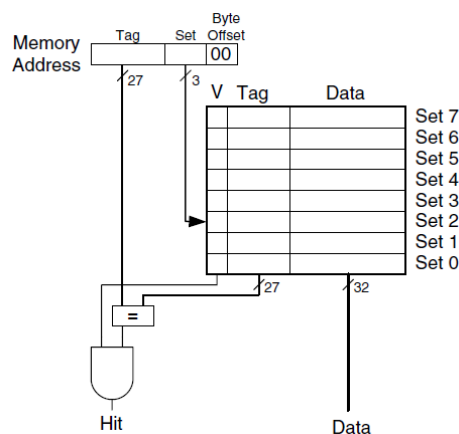 Byte
Tag Set Offset
Memory
Address
00
27 3
V Tag Data
Set 7
Set 6
Set 5
Set 4
Set 3
Set 2
Set 1
Set 0
27 32
=
Hit Data